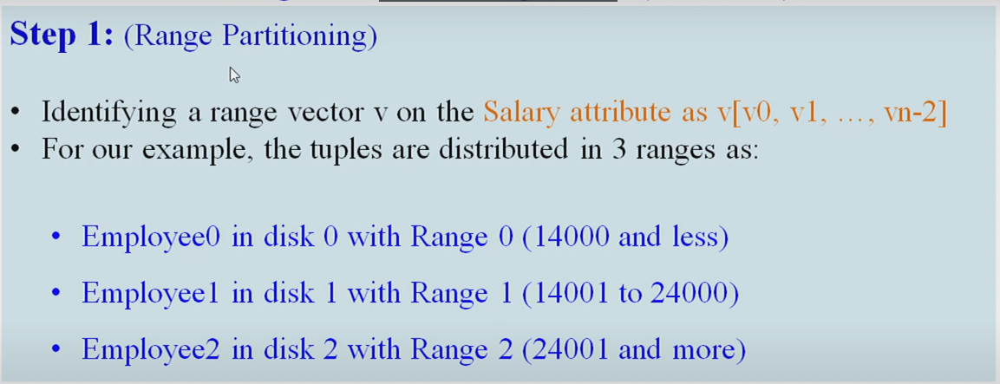 Step 1: (Range Partitioning)
• Identifying a range vector v on the Salary attribute as v[v0, v1, …, vn-2]
• For our example, the tuples are distributed in 3 ranges as:
• Employee0 in disk 0 with Range 0 (14000 and less)
• Employee1 in disk 1 with Range 1 (14001 to 24000)
• Employee2 in disk 2 with Range 2 (24001 and more)